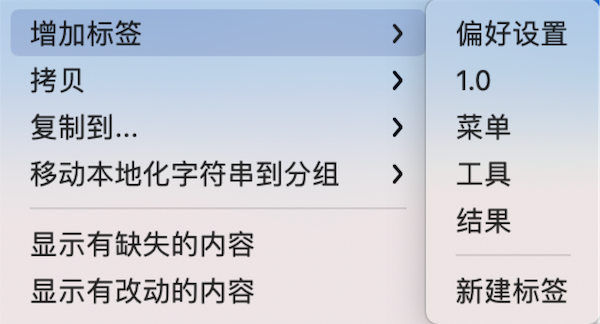 增加标签
拷贝
复制到...
移动本地化字符串到分组
显示有缺失的内容
显示有改动的内容
偏好设置
1.0
菜单
工具
结果
新建标签